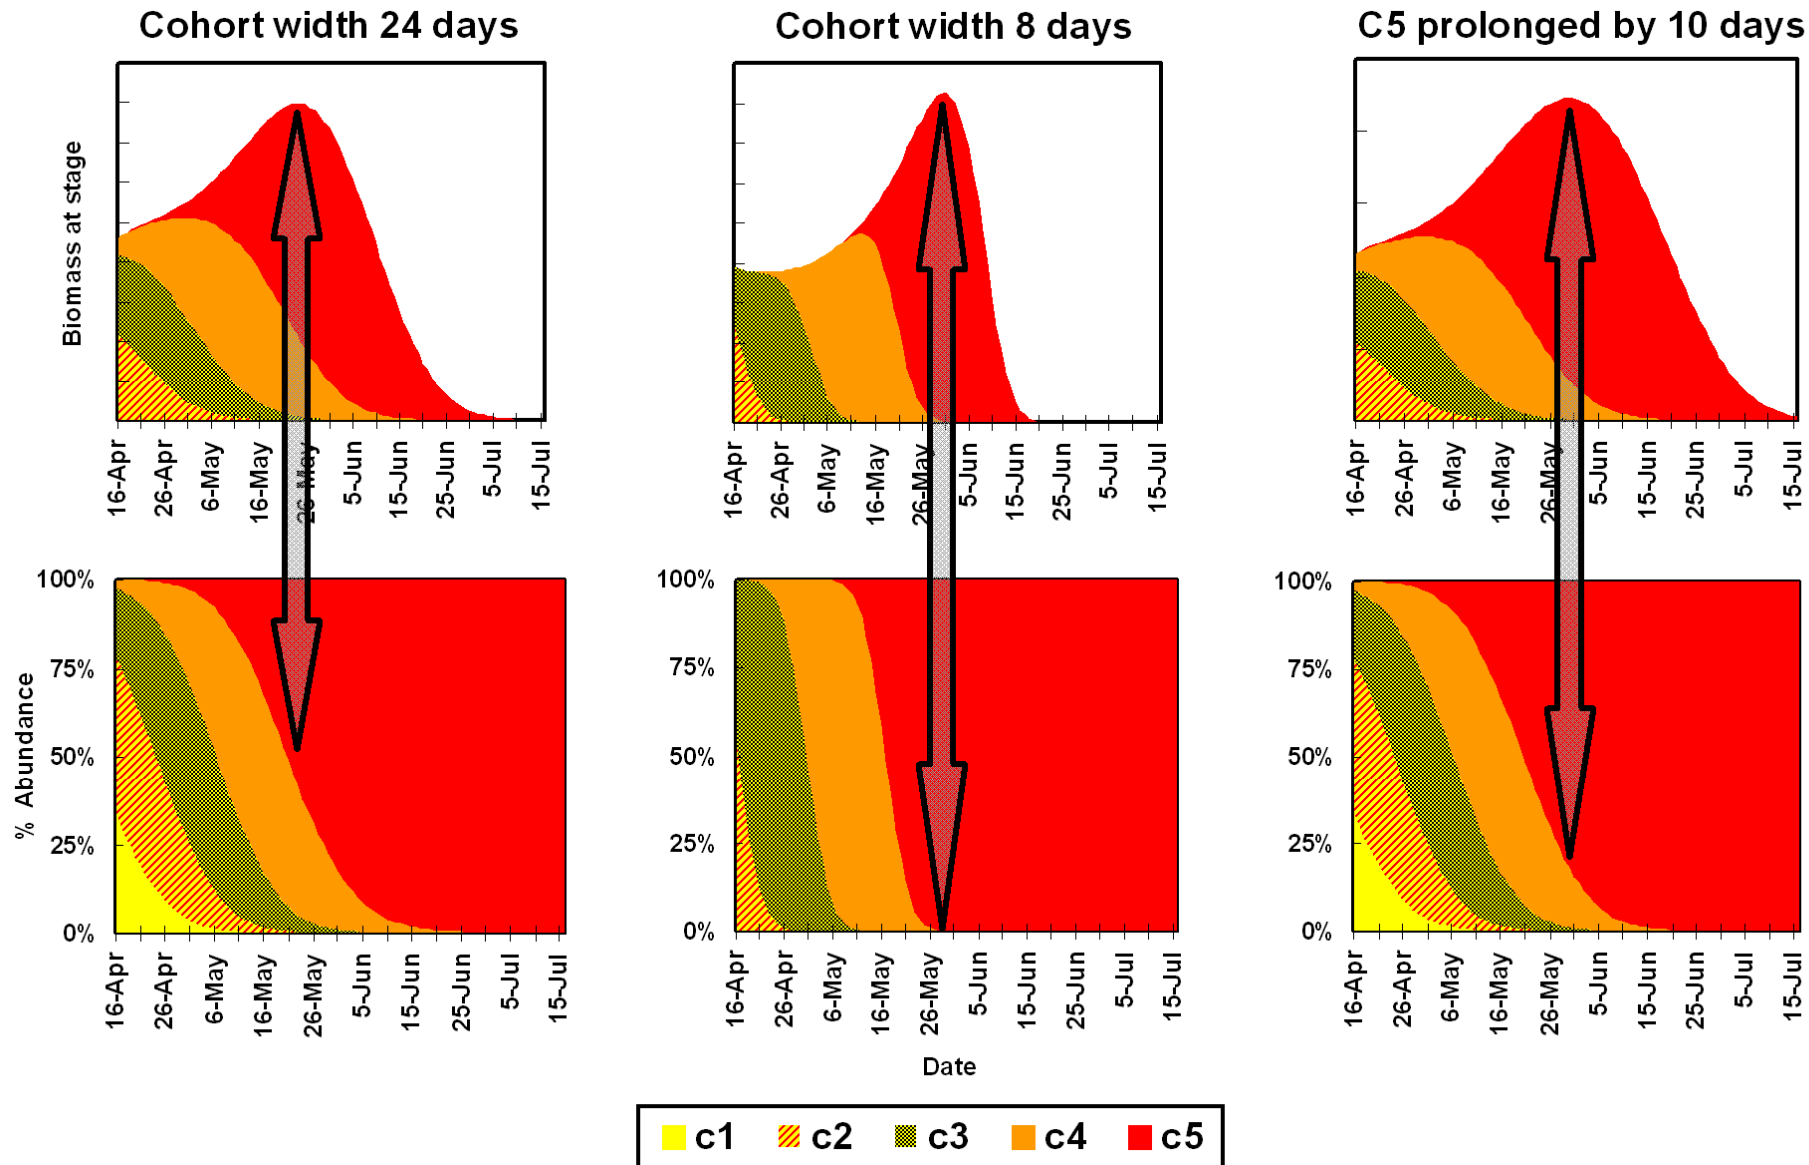 Cohort width 24 days
Cohort width 8 days
C5 prolonged by 10 days
Biomass at stage
16-Apr
26-Apr
6-May
16-May
26-May
5-Jun
15-Jun
25-Jun
5-Jul
15-Jul
16-Apr
26-Apr
6-May
16-May
26-May
5-Jun
15-Jun
25-Jun
5-Jul
15-Jul
16-Apr
26-Apr
6-May
16-May
26-May
5-Jun
15-Jun
25-Jun
5-Jul
15-Jul
% Abundance
100%
75%
50%
25%
0%
16-Apr
26-Apr
6-May
16-May
26-May
5-Jun
15-Jun
25-Jun
5-Jul
15-Jul
100%
75%
50%
25%
0%
16-Apr
26-Apr
6-May
16-May
26-May
5-Jun
15-Jun
25-Jun
5-Jul
15-Jul
100%
75%
50%
25%
0%
16-Apr
26-Apr
6-May
16-May
26-May
5-Jun
15-Jun
25-Jun
5-Jul
15-Jul
Date
c1 c2 c3 c4 c5